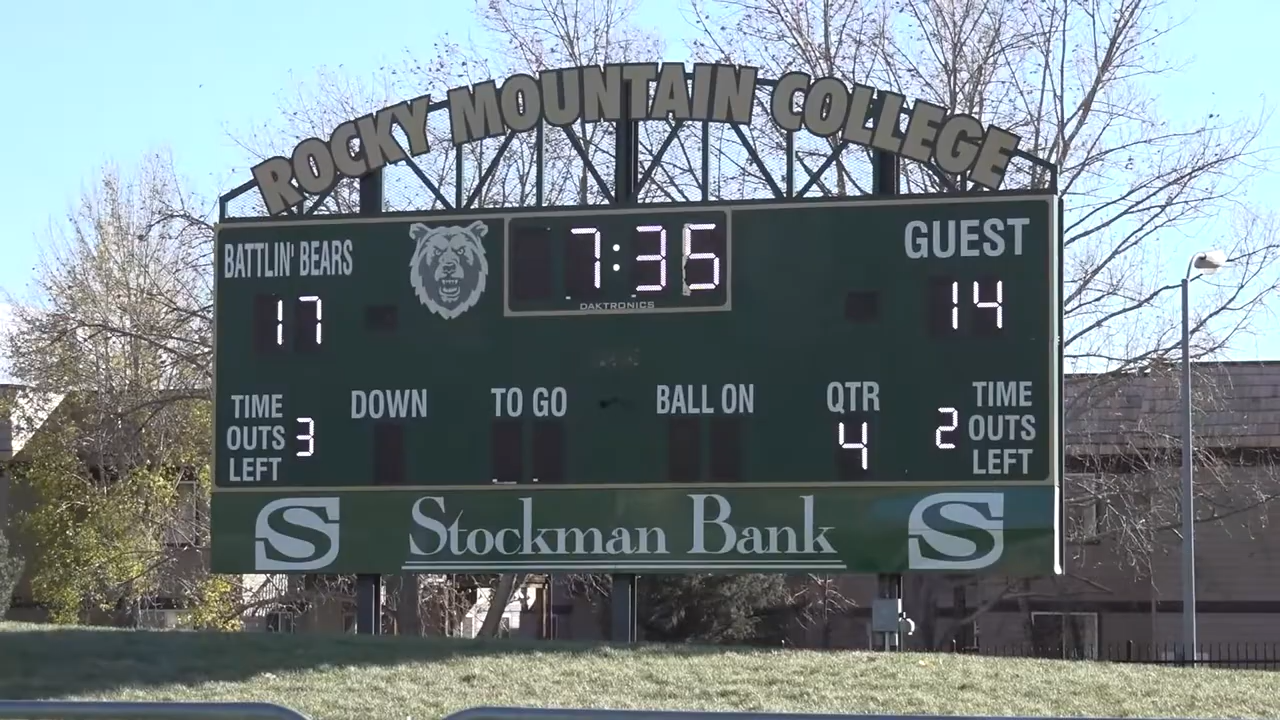 ROCKY MOUNTAIN COLLEGE
BATTLIN' BEARS
7:35
GUEST
DAKTRONICS
17
14
TIME OUTS LEFT
3
DOWN
TO GO
BALL ON
QTR
4
2
TIME OUTS LEFT
S
Stockman Bank
S